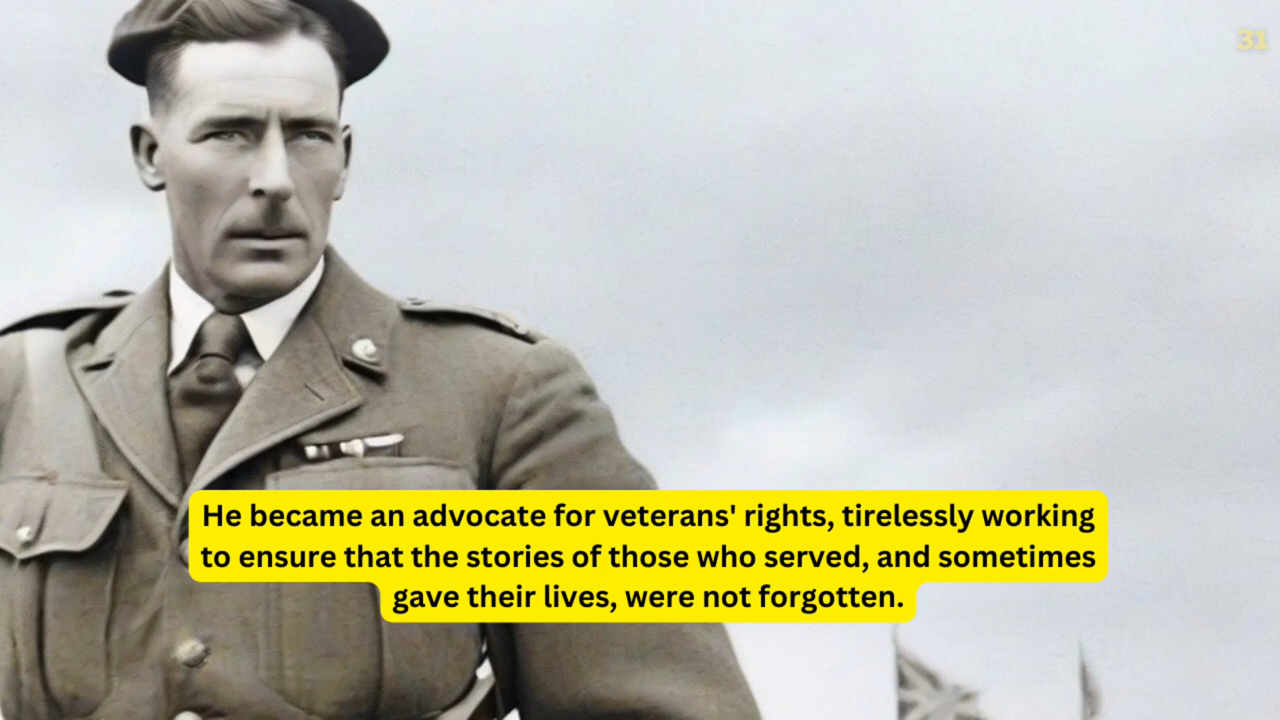 31
He became an advocate for veterans' rights, tirelessly working
to ensure that the stories of those who served, and sometimes
gave their lives, were not forgotten.